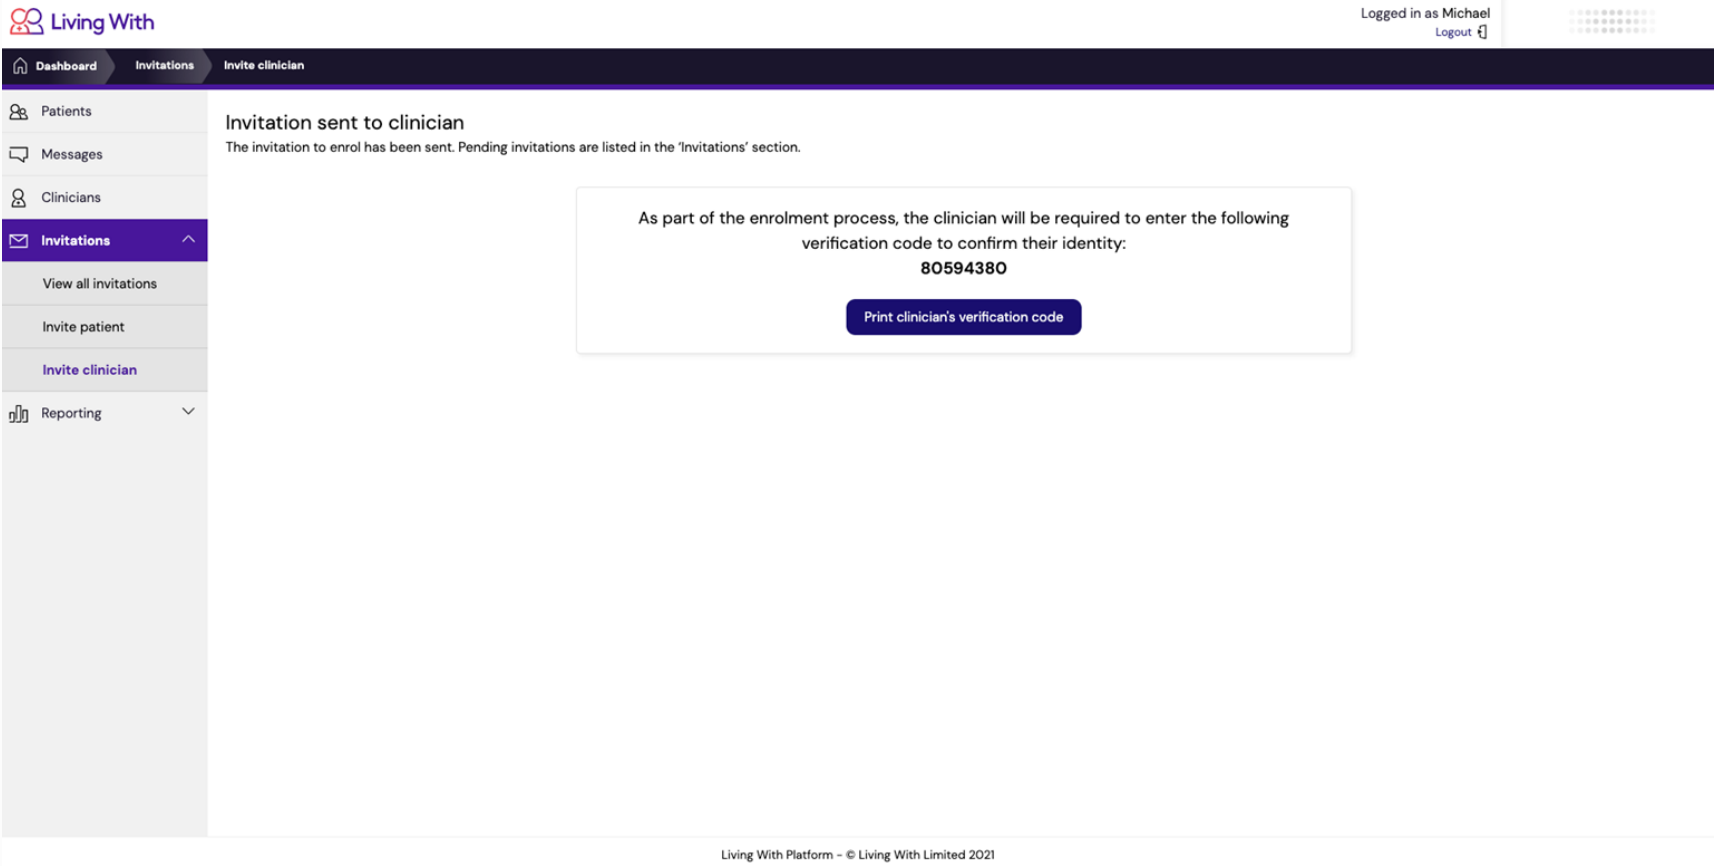 Living With
Logged in as Michael
Logout
Dashboard
Invitations
Invite clinician
Patients
Messages
Clinicians
Invitations
View all invitations
Invite patient
Invite clinician
Reporting
Invitation sent to clinician
The invitation to enrol has been sent. Pending invitations are listed in the ‘Invitations’ section.
As part of the enrolment process, the clinician will be required to enter the following
verification code to confirm their identity:
80594380
Print clinician's verification code
Living With Platform - © Living With Limited 2021